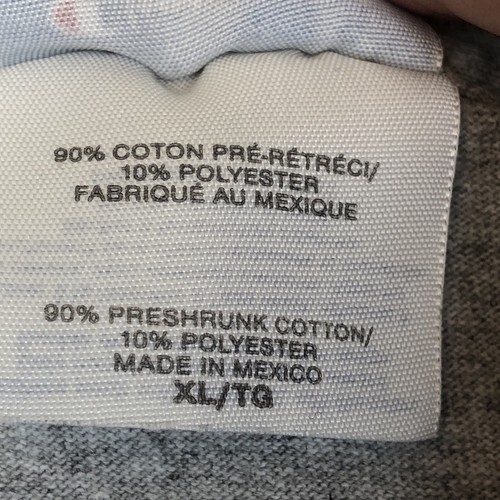 90% COTON PRÉ-RÉTRÉCI/
10% POLYESTER
FABRIQUÉ AU MEXIQUE
90% PRESHRUNK COTTON/
10% POLYESTER
MADE IN MEXICO
XL/TG